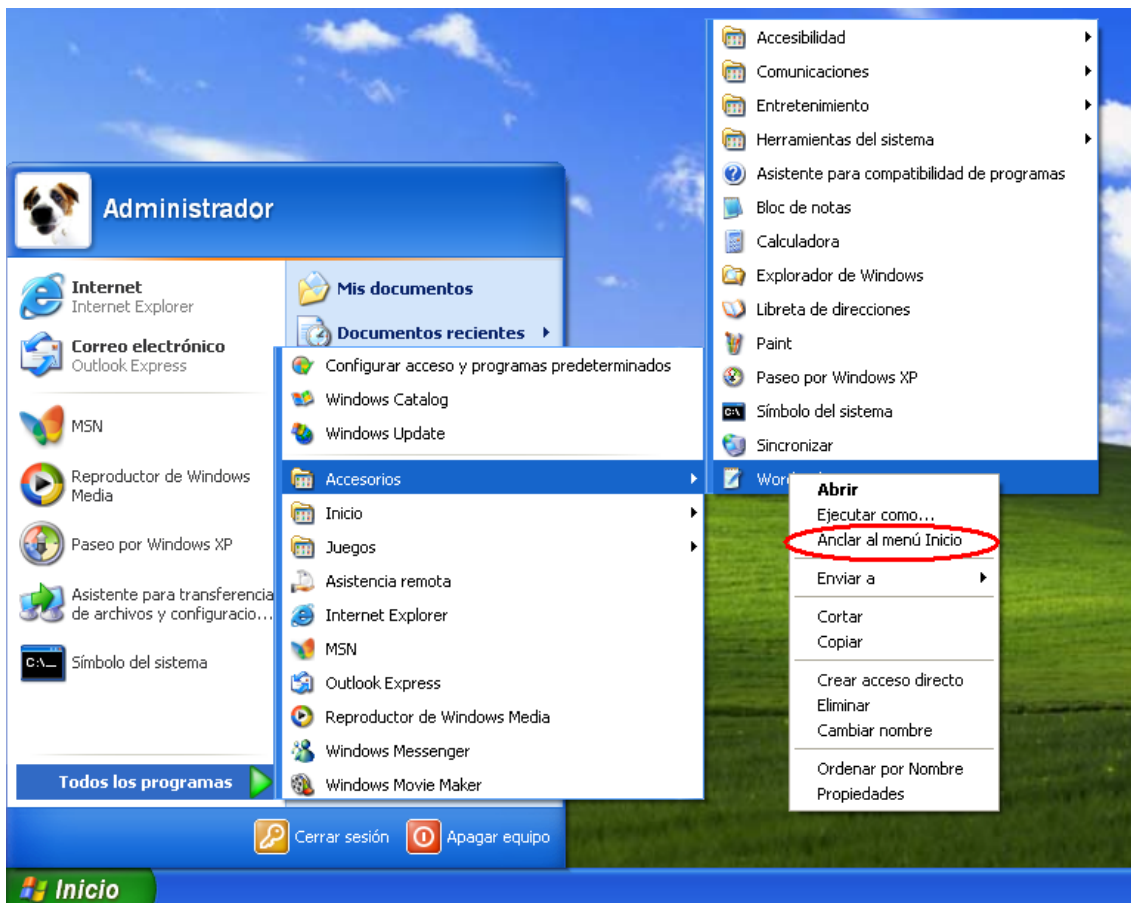 Administrador
Internet
Internet Explorer
Correo electrónico
Outlook Express
MSN
Reproductor de Windows
Media
Paseo por Windows XP
Asistente para transferencia
de archivos y configuracio...
C:\_
Símbolo del sistema
Todos los programas
Mis documentos
Documentos recientes
Configurar acceso y programas predeterminados
Windows Catalog
Windows Update
Accesorios
Inicio
Juegos
Asistencia remota
Internet Explorer
MSN
Outlook Express
Reproductor de Windows Media
Windows Messenger
Windows Movie Maker
Accesibilidad
Comunicaciones
Entretenimiento
Herramientas del sistema
Asistente para compatibilidad de programas
Bloc de notas
Calculadora
Explorador de Windows
Libreta de direcciones
Paint
Paseo por Windows XP
C:\
Símbolo del sistema
Sincronizar
Abrir
Ejecutar como...
Anclar al menú Inicio
Enviar a
Cortar
Copiar
Crear acceso directo
Eliminar
Cambiar nombre
Ordenar por Nombre
Propiedades
Cerrar sesión
Apagar equipo
Inicio